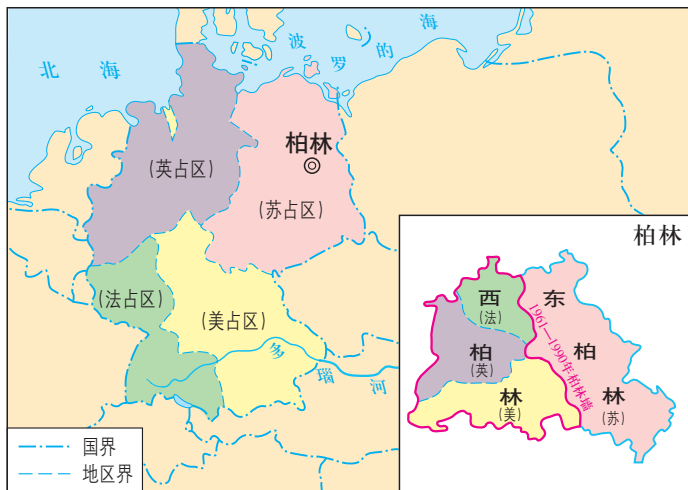 北海
波罗的海
柏林
(英占区)
(苏占区)
(法占区)
(美占区)
多瑙河
国界
地区界
柏林
西
(法)
柏
(英)
林
(美)
东
柏
林
(苏)
1961—1990年柏林墙